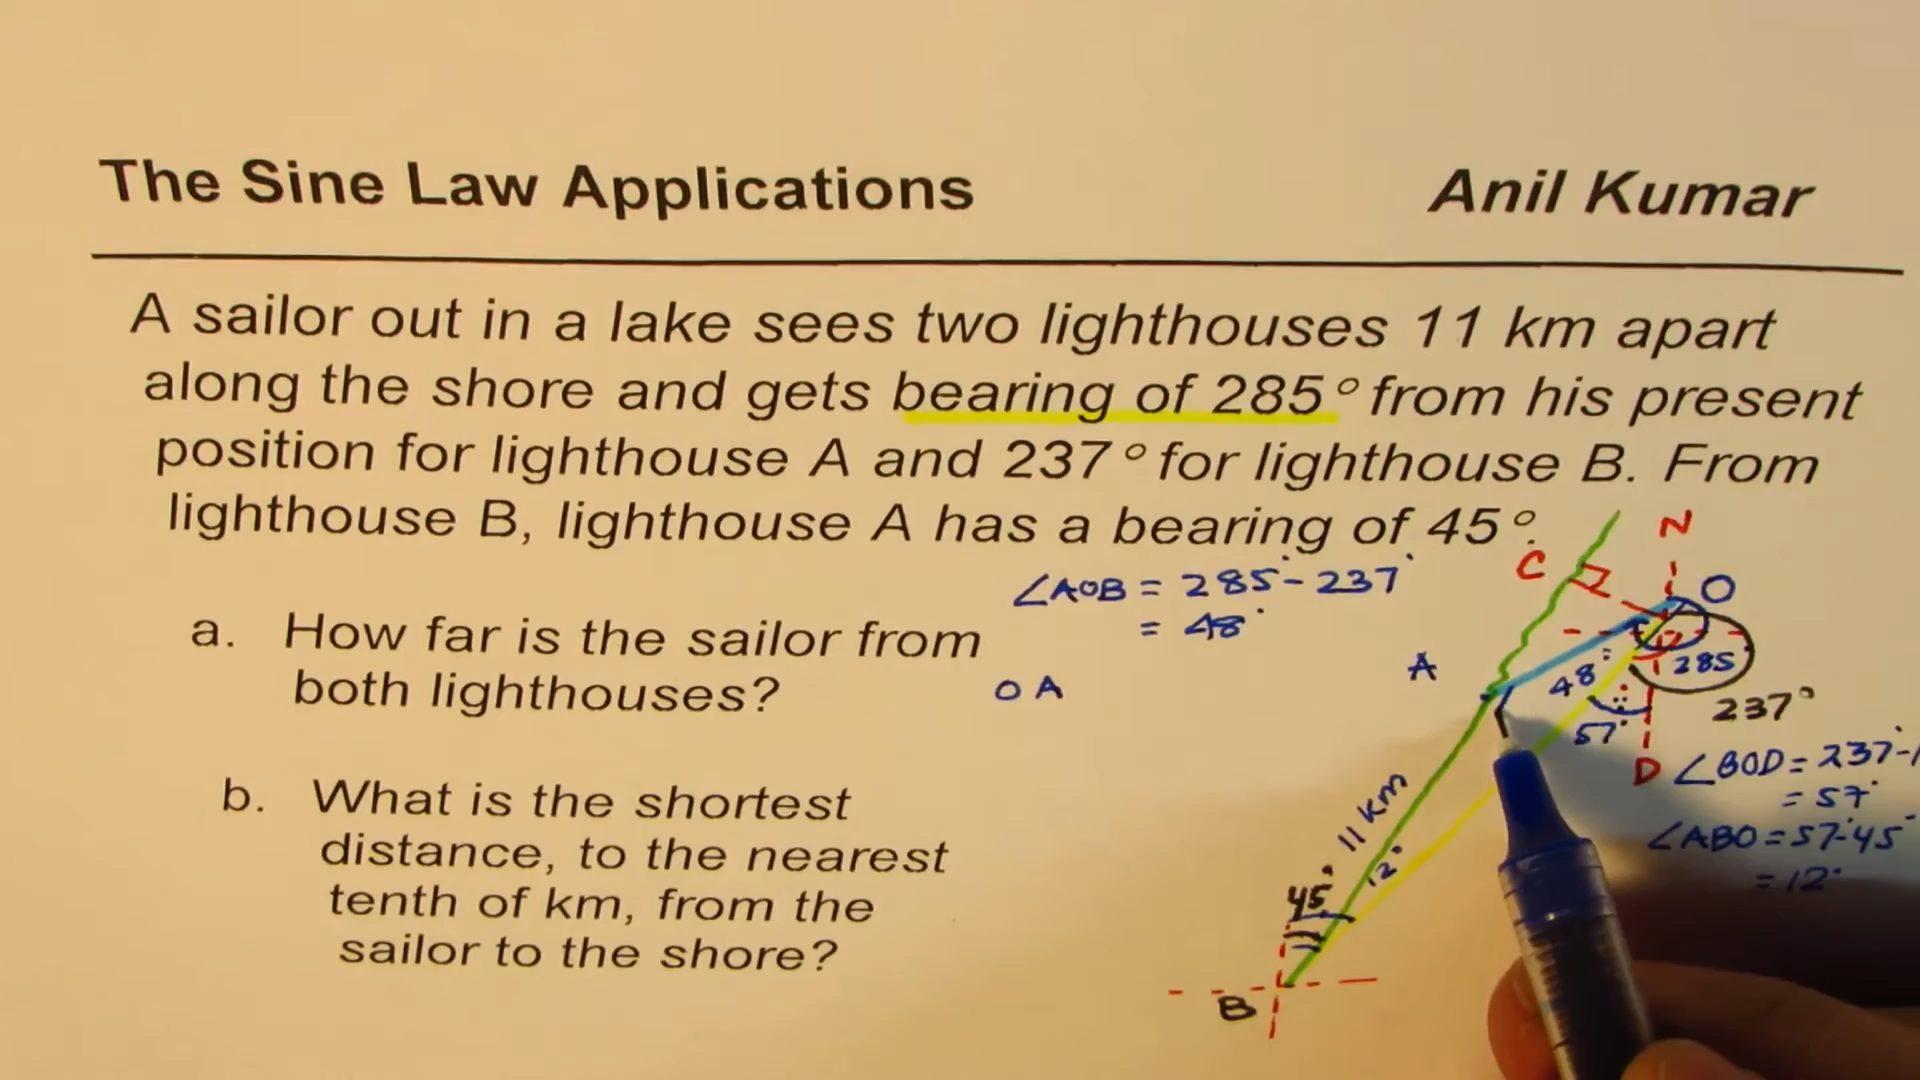 The Sine Law Applications
Anil Kumar
A sailor out in a lake sees two lighthouses 11 km apart
along the shore and gets bearing of 285° from his present
position for lighthouse A and 237° for lighthouse B. From
lighthouse B, lighthouse A has a bearing of 45°.
a. How far is the sailor from
both lighthouses?
b. What is the shortest
distance, to the nearest
tenth of km, from the
sailor to the shore?
∠AOB = 285° - 237°
= 48°
OA
N
C
O
A
48°
285
237°
57°
D
∠BOD = 237°-
= 57°
∠ABO = 57°-45°
= 12°
11 km
12°
45°
B